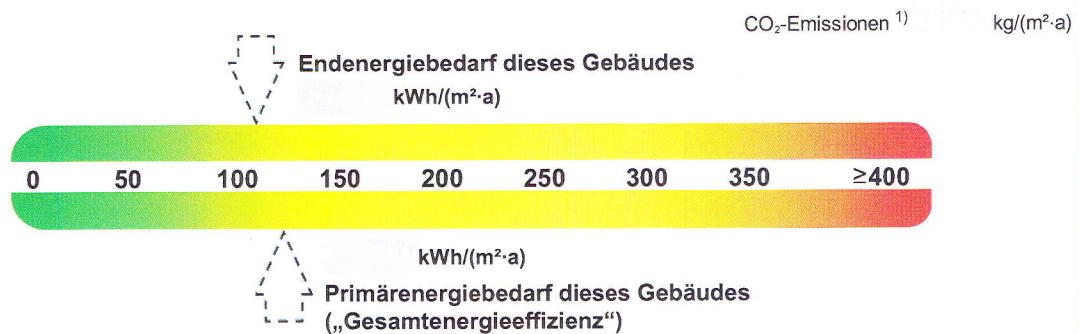 CO₂-Emissionen ¹⁾ kg/(m²·a)
Endenergiebedarf dieses Gebäudes
kWh/(m²·a)
0 50 100 150 200 250 300 350 ≥400
kWh/(m²·a)
Primärenergiebedarf dieses Gebäudes
(„Gesamtenergieeffizienz“)